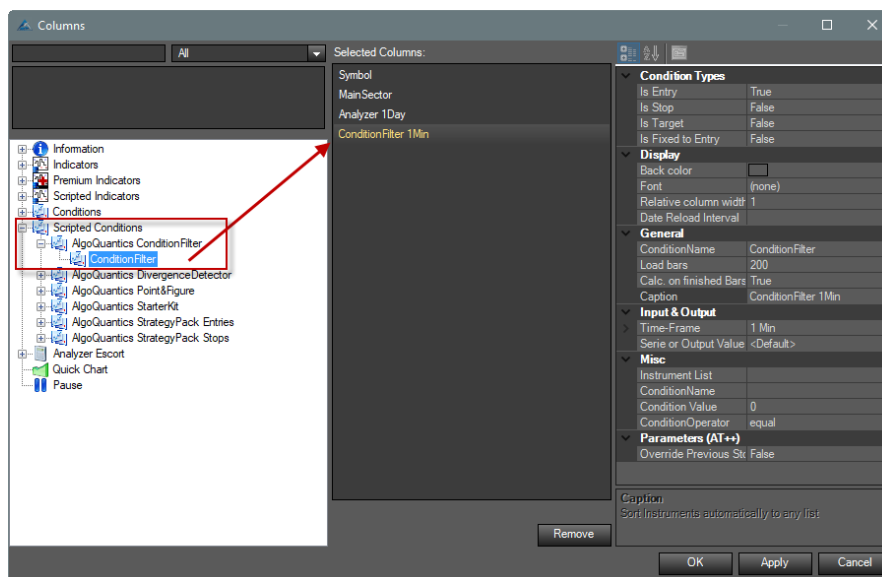 Columns
All
Information
Indicators
Premium Indicators
Scripted Indicators
Conditions
Scripted Conditions
AlgoQuantics ConditionFilter
ConditionFilter
AlgoQuantics DivergenceDetector
AlgoQuantics Point&Figure
AlgoQuantics StarterKit
AlgoQuantics StrategyPack Entries
AlgoQuantics StrategyPack Stops
Analyzer Escort
Quick Chart
Pause
Selected Columns:
Symbol
MainSector
Analyzer 1Day
ConditionFilter 1Min
Remove
Condition Types
Is Entry True
Is Stop False
Is Target False
Is Fixed to Entry False
Display
Back color
Font (none)
Relative column width 1
Date Reload Interval
General
ConditionName ConditionFilter
Load bars 200
Calc. on finished Bars True
Caption ConditionFilter 1Min
Input & Output
Time-Frame 1 Min
Serie or Output Value <Default>
Misc
Instrument List
ConditionName
Condition Value 0
ConditionOperator equal
Parameters (AT++)
Override Previous Sto False
Caption
Sort Instruments automatically to any list
OK Apply Cancel